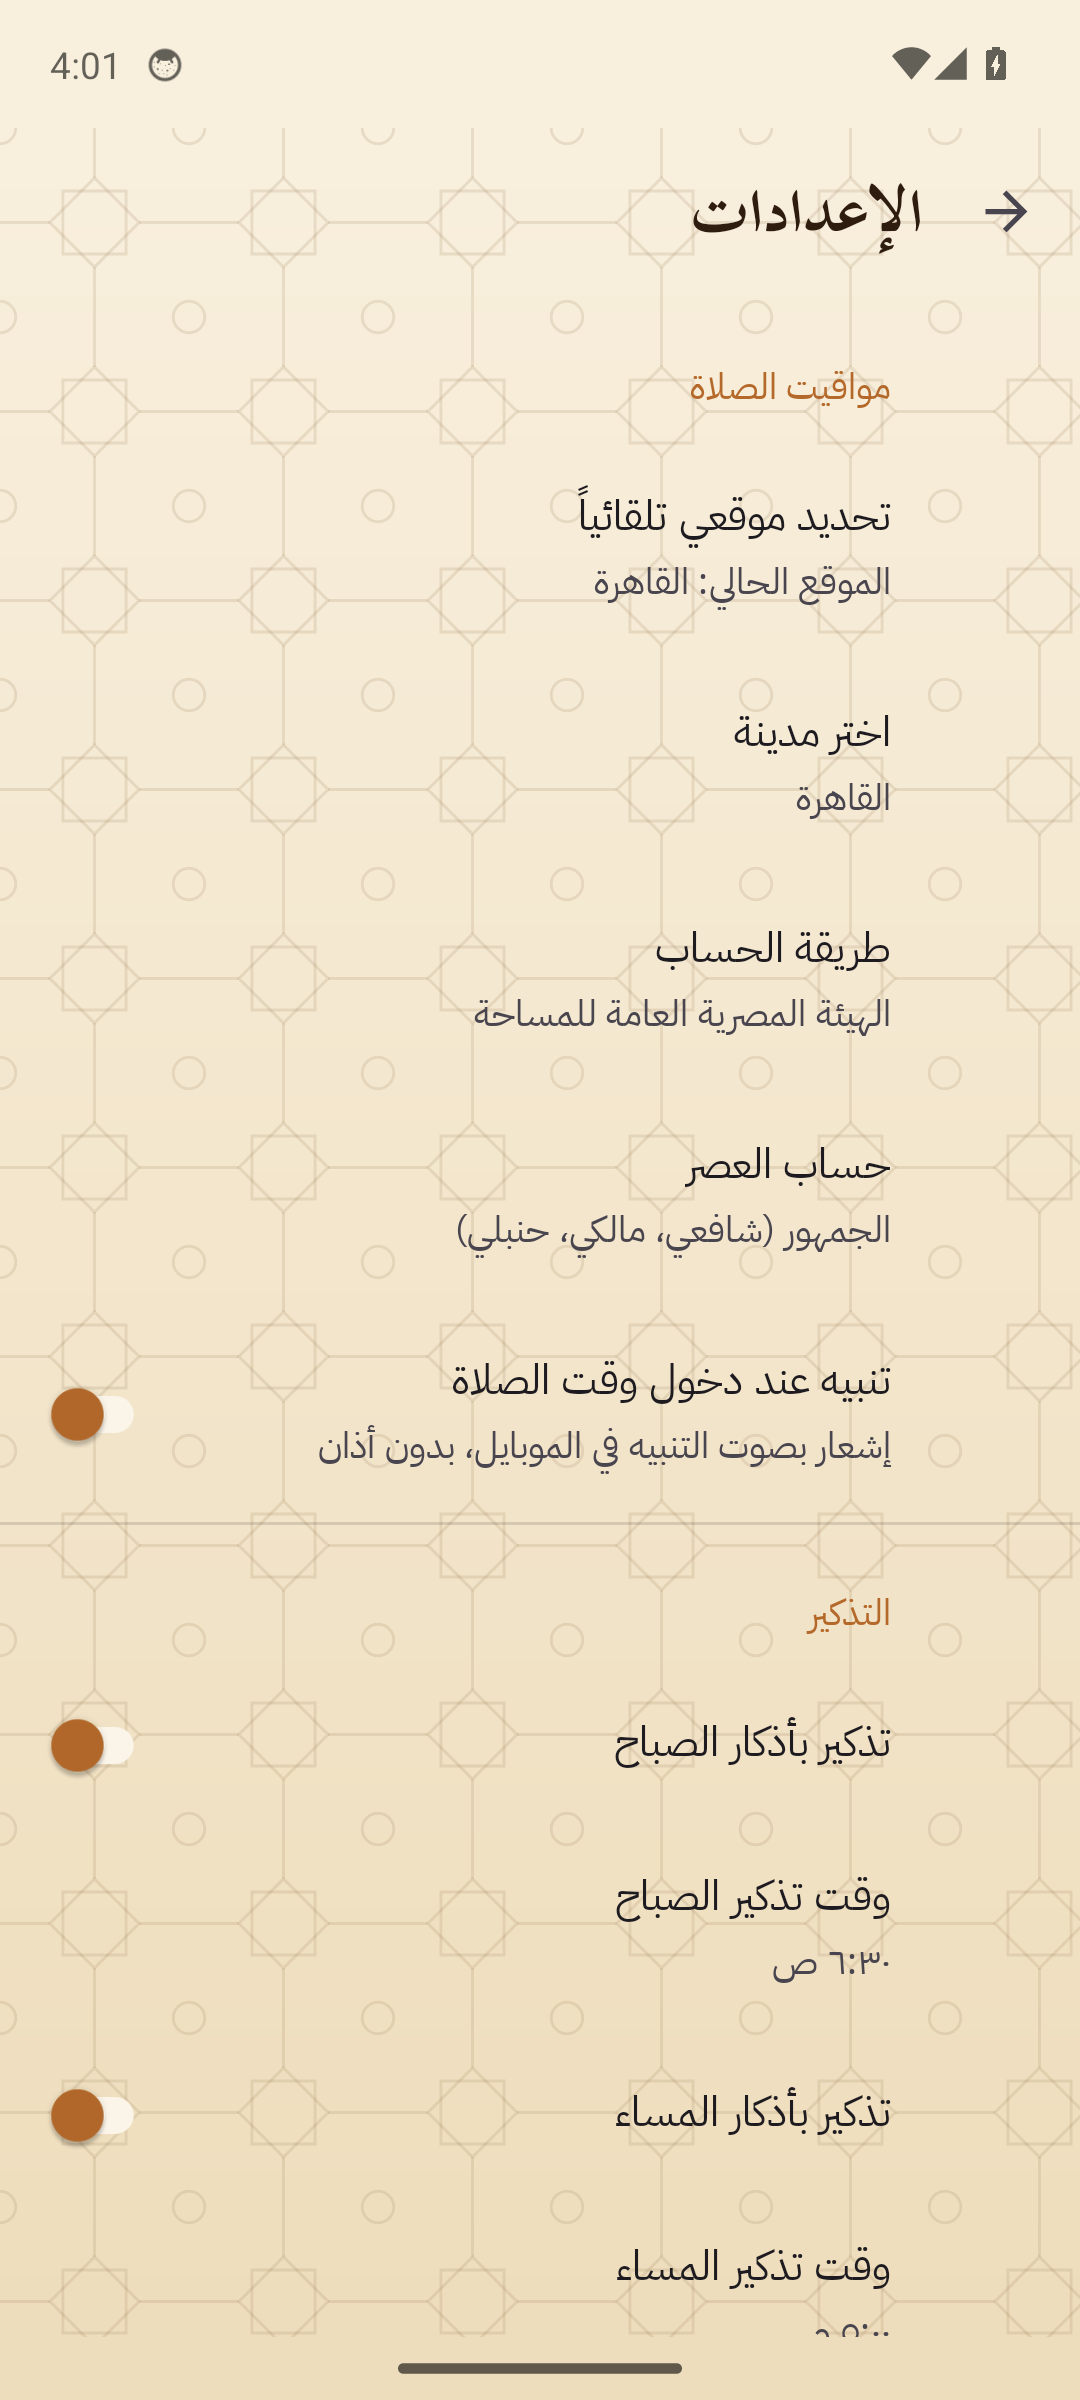 4:01
الإعدادات
مواقيت الصلاة
تحديد موقعي تلقائياً
الموقع الحالي: القاهرة
اختر مدينة
القاهرة
طريقة الحساب
الهيئة المصرية العامة للمساحة
حساب العصر
الجمهور (شافعي، مالكي، حنبلي)
تنبيه عند دخول وقت الصلاة
إشعار بصوت التنبيه في الموبايل، بدون أذان
التذكير
تذكير بأذكار الصباح
وقت تذكير الصباح
٦:٣٠ ص
تذكير بأذكار المساء
وقت تذكير المساء